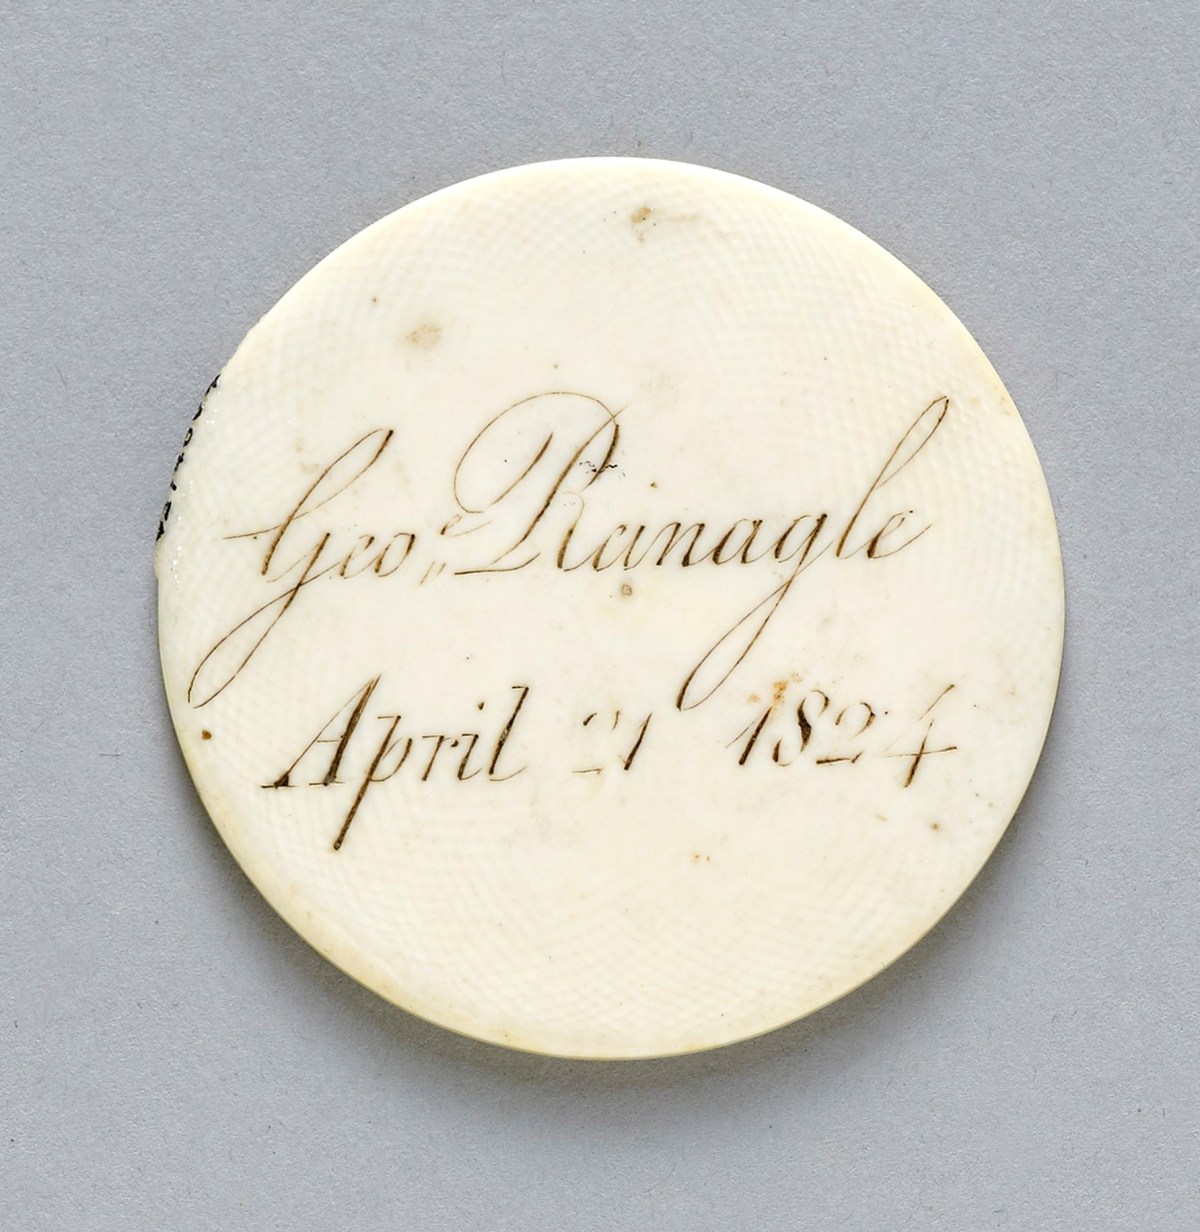 Geo.ᵉ Ranagle
April 21 1824